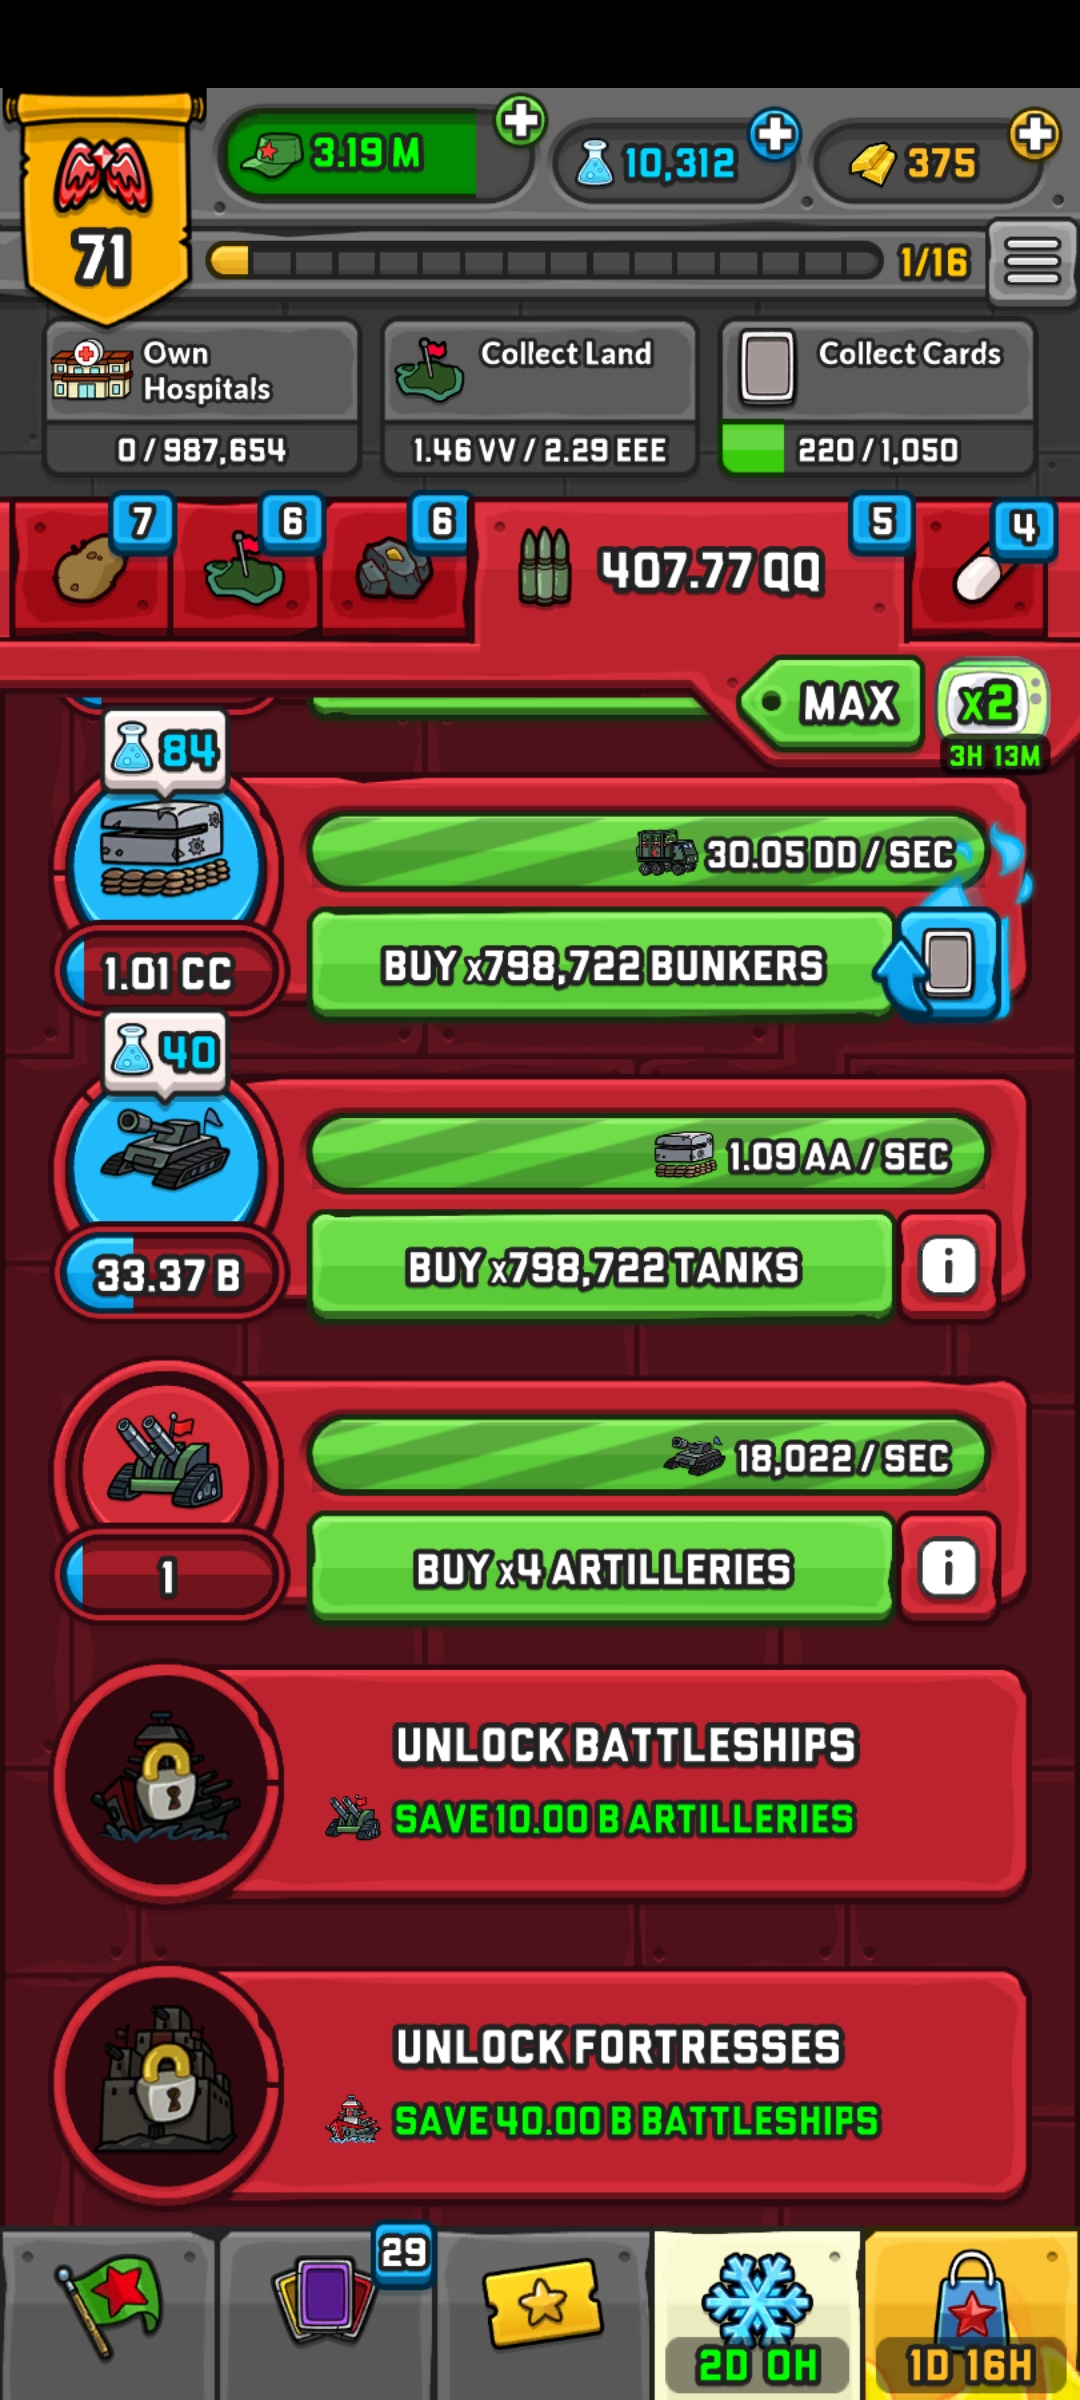 71
3.19 M
10,312
375
1/16
Own
Hospitals
0 / 987,654
Collect Land
1.46 VV / 2.29 EEE
Collect Cards
220 / 1,050
7
6
6
407.77 QQ
5
4
MAX
x2
3H 13M
84
30.05 DD / SEC
1.01 CC
BUY x798,722 BUNKERS
40
1.09 AA / SEC
33.37 B
BUY x798,722 TANKS
i
18,022 / SEC
1
BUY x4 ARTILLERIES
i
UNLOCK BATTLESHIPS
SAVE 10.00 B ARTILLERIES
UNLOCK FORTRESSES
SAVE 40.00 B BATTLESHIPS
29
2D 0H
1D 16H